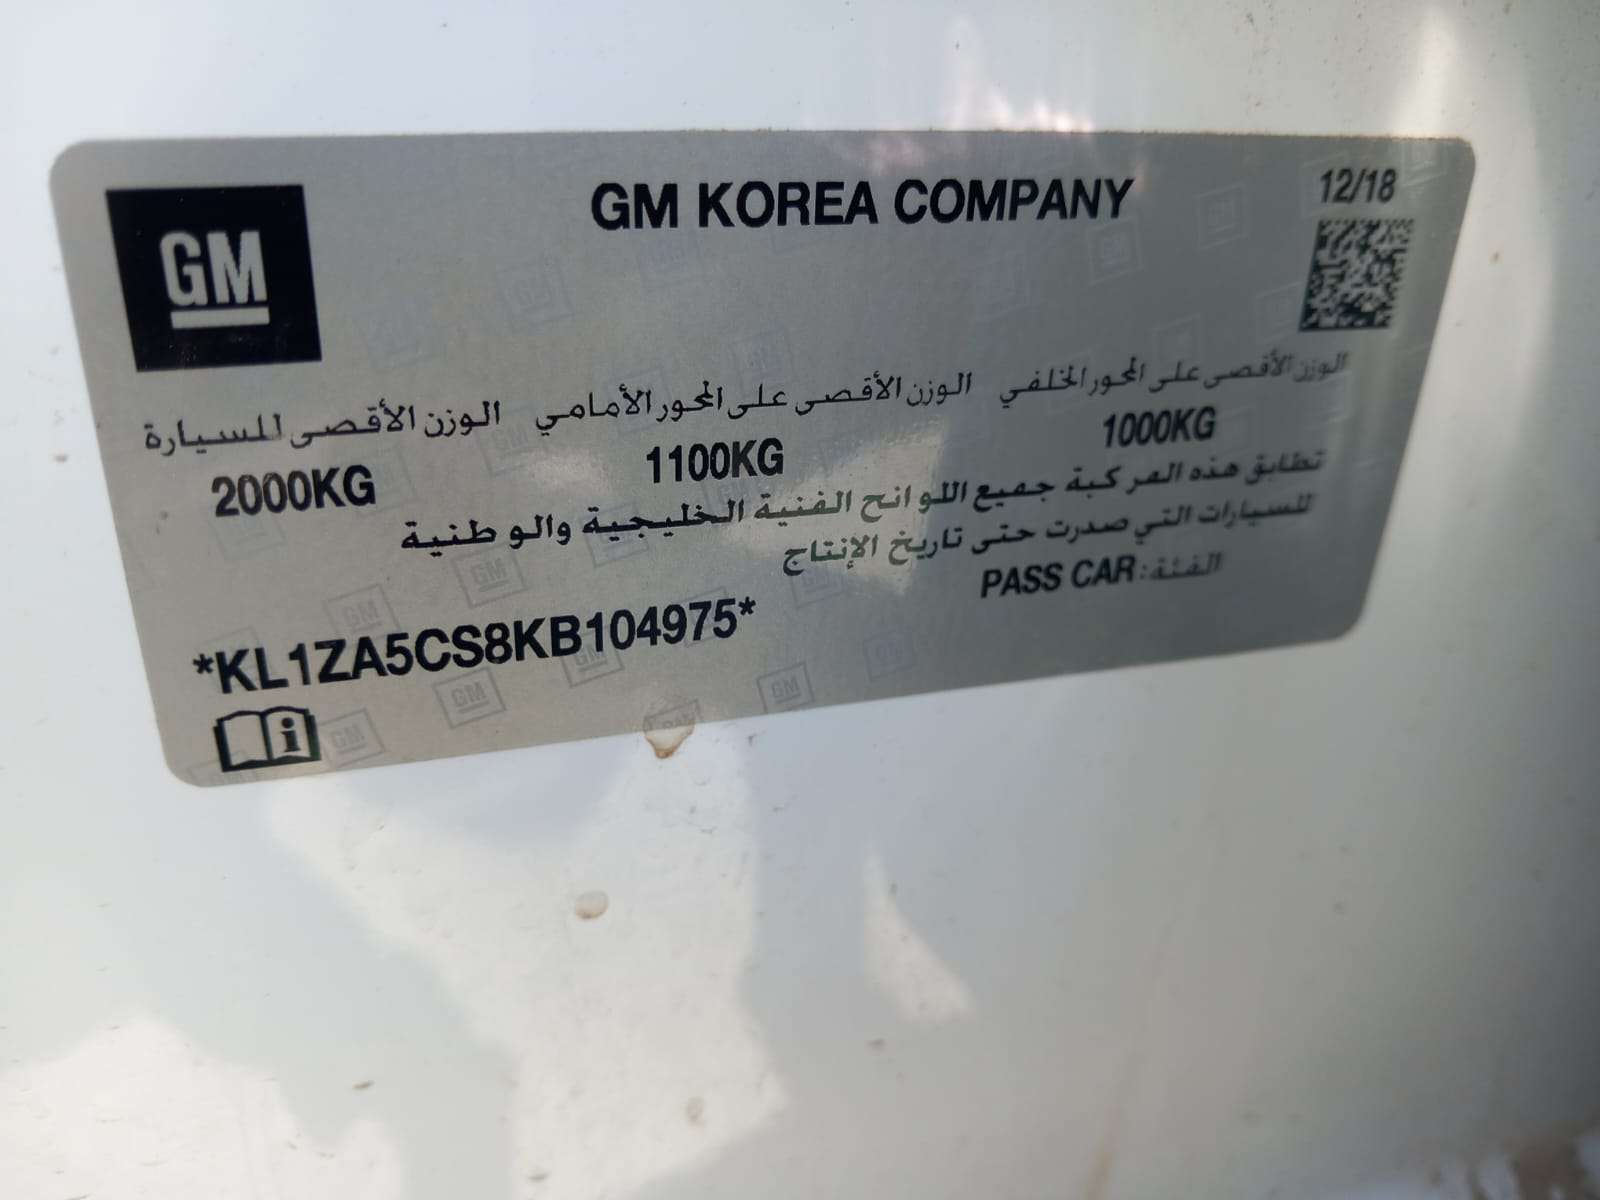 GM
GM KOREA COMPANY
12/18
الوزن الأقصى على المحور الخلفي الوزن الأقصى على المحور الأمامي الوزن الأقصى للسيارة
1000KG 1100KG 2000KG
تطابق هذه المركبة جميع اللوائح الفنية الخليجية والوطنية
للسيارات التي صدرت حتى تاريخ الإنتاج
الفئة: PASS CAR
*KL1ZA5CS8KB104975*